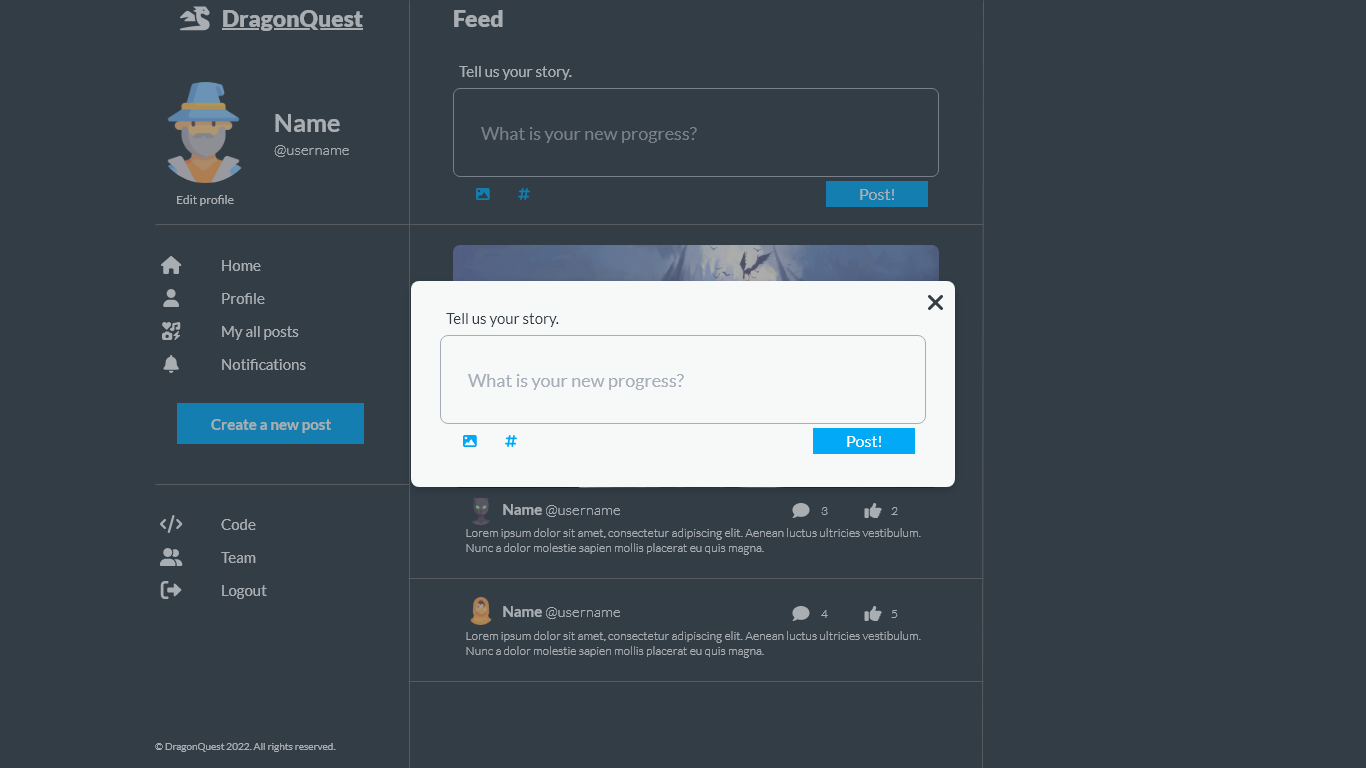 DragonQuest
Name
@username
Edit profile
Home
Profile
My all posts
Notifications
Create a new post
Code
Team
Logout
© DragonQuest 2022. All rights reserved.
Feed
Tell us your story.
What is your new progress?
#
Post!
Tell us your story.
What is your new progress?
#
Post!
Name @username 3 2
Lorem ipsum dolor sit amet, consectetur adipiscing elit. Aenean luctus ultricies vestibulum.
Nunc a dolor molestie sapien mollis placerat eu quis magna.
Name @username 4 5
Lorem ipsum dolor sit amet, consectetur adipiscing elit. Aenean luctus ultricies vestibulum.
Nunc a dolor molestie sapien mollis placerat eu quis magna.